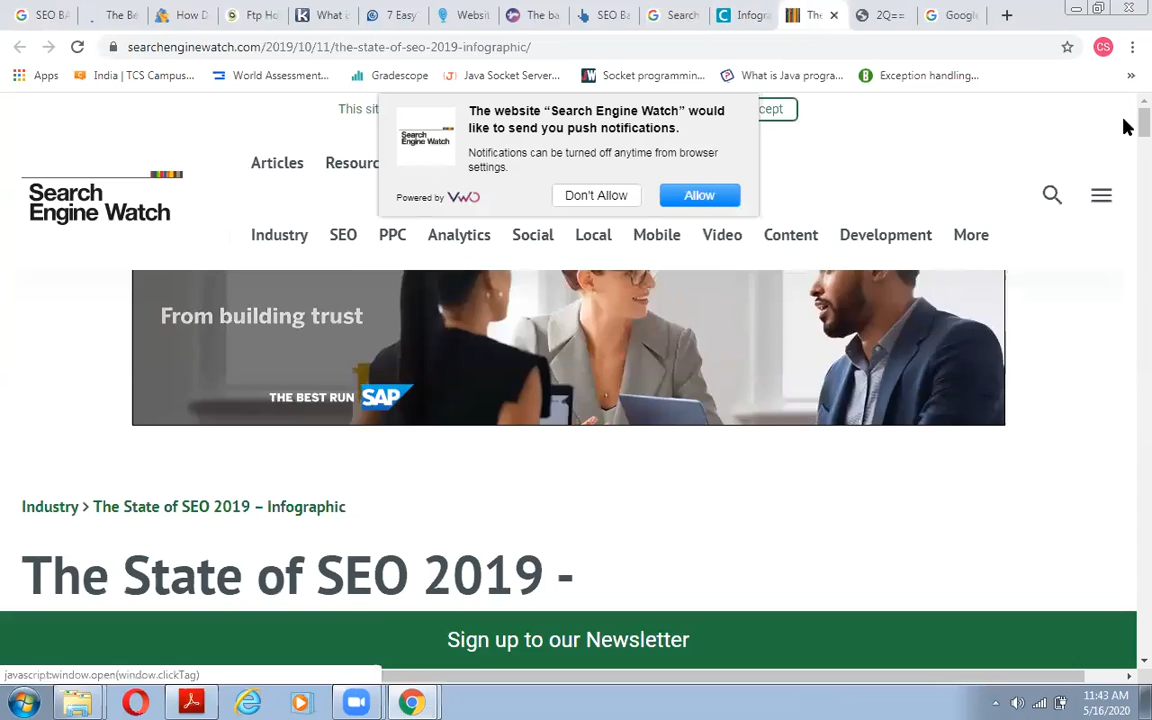 SEO BA
The Be
How D
Ftp Ho
What
7 Easy
Websit
The ba
SEO Ba
Search
Infogra
The
2Q==
Google
searchenginewatch.com/2019/10/11/the-state-of-seo-2019-infographic/
CS
Apps
India | TCS Campus...
World Assessment...
Gradescope
Java Socket Server...
Socket programmin...
What is Java progra...
Exception handling...
»
This sit
cept
The website “Search Engine Watch” would
like to send you push notifications.
Notifications can be turned off anytime from browser
settings.
Search
Engine Watch
Powered by VWO
Don't Allow
Allow
Articles
Resourc
Search
Engine Watch
Industry
SEO
PPC
Analytics
Social
Local
Mobile
Video
Content
Development
More
From building trust
THE BEST RUN SAP
Industry > The State of SEO 2019 – Infographic
The State of SEO 2019 -
Sign up to our Newsletter
javascript:window.open(window.clickTag)
11:43 AM
5/16/2020